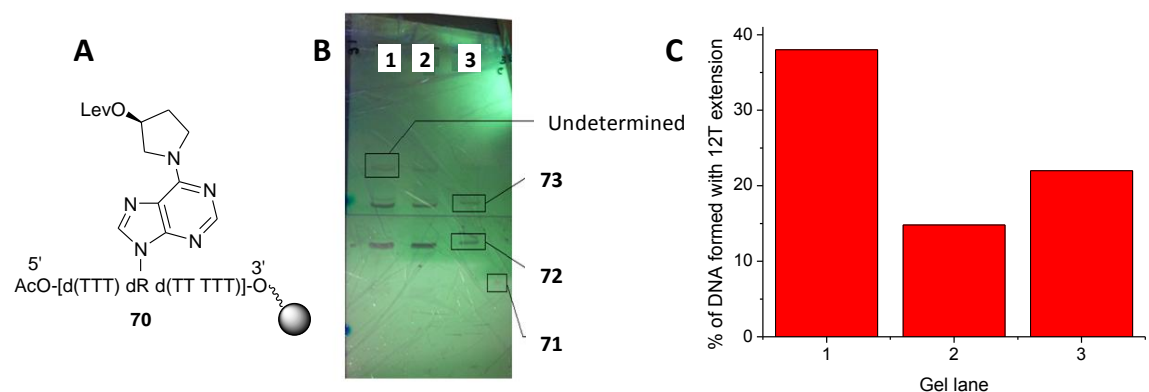 A
LevO
N
N
N
N
N
5'
3'
AcO-[d(TTT) dR d(TT TTT)]-O
70
B
1 2 3
Undetermined
73
72
71
C
% of DNA formed with 12T extension
40
30
20
10
0
1 2 3
Gel lane